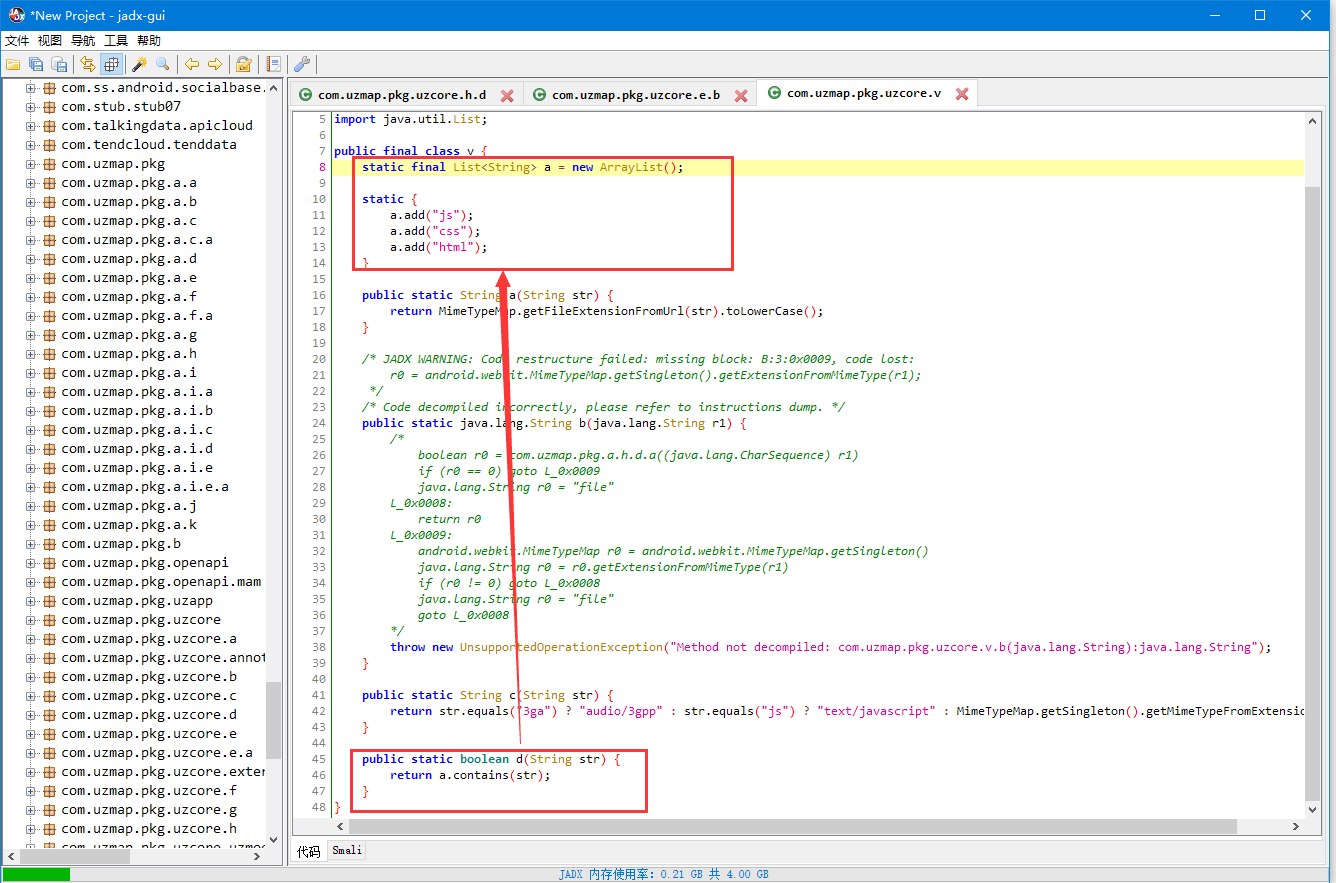 *New Project - jadx-gui
文件 视图 导航 工具 帮助
com.ss.android.socialbase.
com.stub.stub07
com.talkingdata.apicloud
com.tendcloud.tenddata
com.uzmap.pkg
com.uzmap.pkg.a.a
com.uzmap.pkg.a.b
com.uzmap.pkg.a.c
com.uzmap.pkg.a.c.a
com.uzmap.pkg.a.d
com.uzmap.pkg.a.e
com.uzmap.pkg.a.f
com.uzmap.pkg.a.f.a
com.uzmap.pkg.a.g
com.uzmap.pkg.a.h
com.uzmap.pkg.a.i
com.uzmap.pkg.a.i.a
com.uzmap.pkg.a.i.b
com.uzmap.pkg.a.i.c
com.uzmap.pkg.a.i.d
com.uzmap.pkg.a.i.e
com.uzmap.pkg.a.i.e.a
com.uzmap.pkg.a.j
com.uzmap.pkg.a.k
com.uzmap.pkg.b
com.uzmap.pkg.openapi
com.uzmap.pkg.openapi.mam
com.uzmap.pkg.uzapp
com.uzmap.pkg.uzcore
com.uzmap.pkg.uzcore.a
com.uzmap.pkg.uzcore.annot
com.uzmap.pkg.uzcore.b
com.uzmap.pkg.uzcore.c
com.uzmap.pkg.uzcore.d
com.uzmap.pkg.uzcore.e
com.uzmap.pkg.uzcore.e.a
com.uzmap.pkg.uzcore.exter
com.uzmap.pkg.uzcore.f
com.uzmap.pkg.uzcore.g
com.uzmap.pkg.uzcore.h
com.uzmap.pkg.uzcore.uzmo
com.uzmap.pkg.uzcore.h.d com.uzmap.pkg.uzcore.e.b com.uzmap.pkg.uzcore.v
5 import java.util.List;
6
7 public final class v {
8 static final List<String> a = new ArrayList();
9
10 static {
11 a.add("js");
12 a.add("css");
13 a.add("html");
14 }
15
16 public static String a(String str) {
17 return MimeTypeMap.getFileExtensionFromUrl(str).toLowerCase();
18 }
19
20 /* JADX WARNING: Code restructure failed: missing block: B:3:0x0009, code lost:
21 r0 = android.webkit.MimeTypeMap.getSingleton().getExtensionFromMimeType(r1);
22 */
23 /* Code decompiled incorrectly, please refer to instructions dump. */
24 public static java.lang.String b(java.lang.String r1) {
25 /*
26 boolean r0 = com.uzmap.pkg.a.h.d.a((java.lang.CharSequence) r1)
27 if (r0 == 0) goto L_0x0009
28 java.lang.String r0 = "file"
29 L_0x0008:
30 return r0
31 L_0x0009:
32 android.webkit.MimeTypeMap r0 = android.webkit.MimeTypeMap.getSingleton()
33 java.lang.String r0 = r0.getExtensionFromMimeType(r1)
34 if (r0 != 0) goto L_0x0008
35 java.lang.String r0 = "file"
36 goto L_0x0008
37 */
38 throw new UnsupportedOperationException("Method not decompiled: com.uzmap.pkg.uzcore.v.b(java.lang.String):java.lang.String");
39 }
40
41 public static String c(String str) {
42 return str.equals("3ga") ? "audio/3gpp" : str.equals("js") ? "text/javascript" : MimeTypeMap.getSingleton().getMimeTypeFromExtensio
43 }
44
45 public static boolean d(String str) {
46 return a.contains(str);
47 }
48 }
代码 Smali
JADX 内存使用率: 0.21 GB 共 4.00 GB